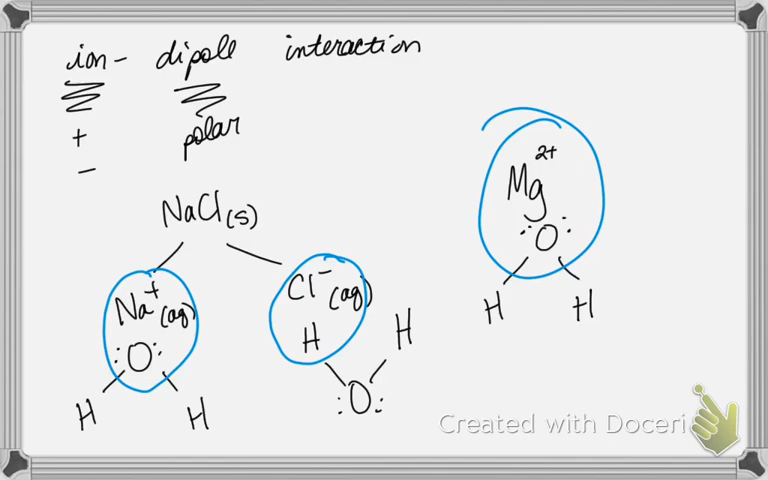 ion- dipole interaction
+ polar
-
NaCl(s)
Na+(aq)
:O:
H H
Cl-(aq)
H H
:O:
Mg2+
:O:
H H
Created with Doceri